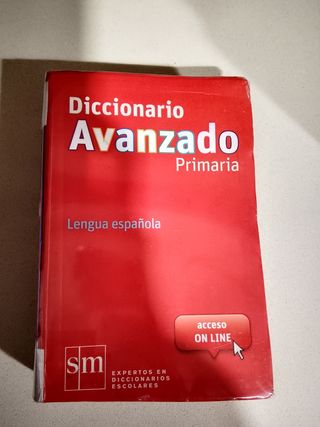 Diccionario
Avanzado
Primaria
Lengua española
acceso
ON LINE
sm
EXPERTOS EN
DICCIONARIOS
ESCOLARES